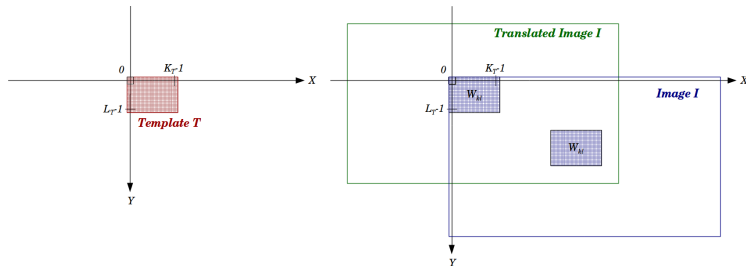 Translated Image I
0
K_T-1
X
L_T-1
Template T
Y
0
K_T-1
X
Image I
W_kl
L_T-1
W_kl
Y